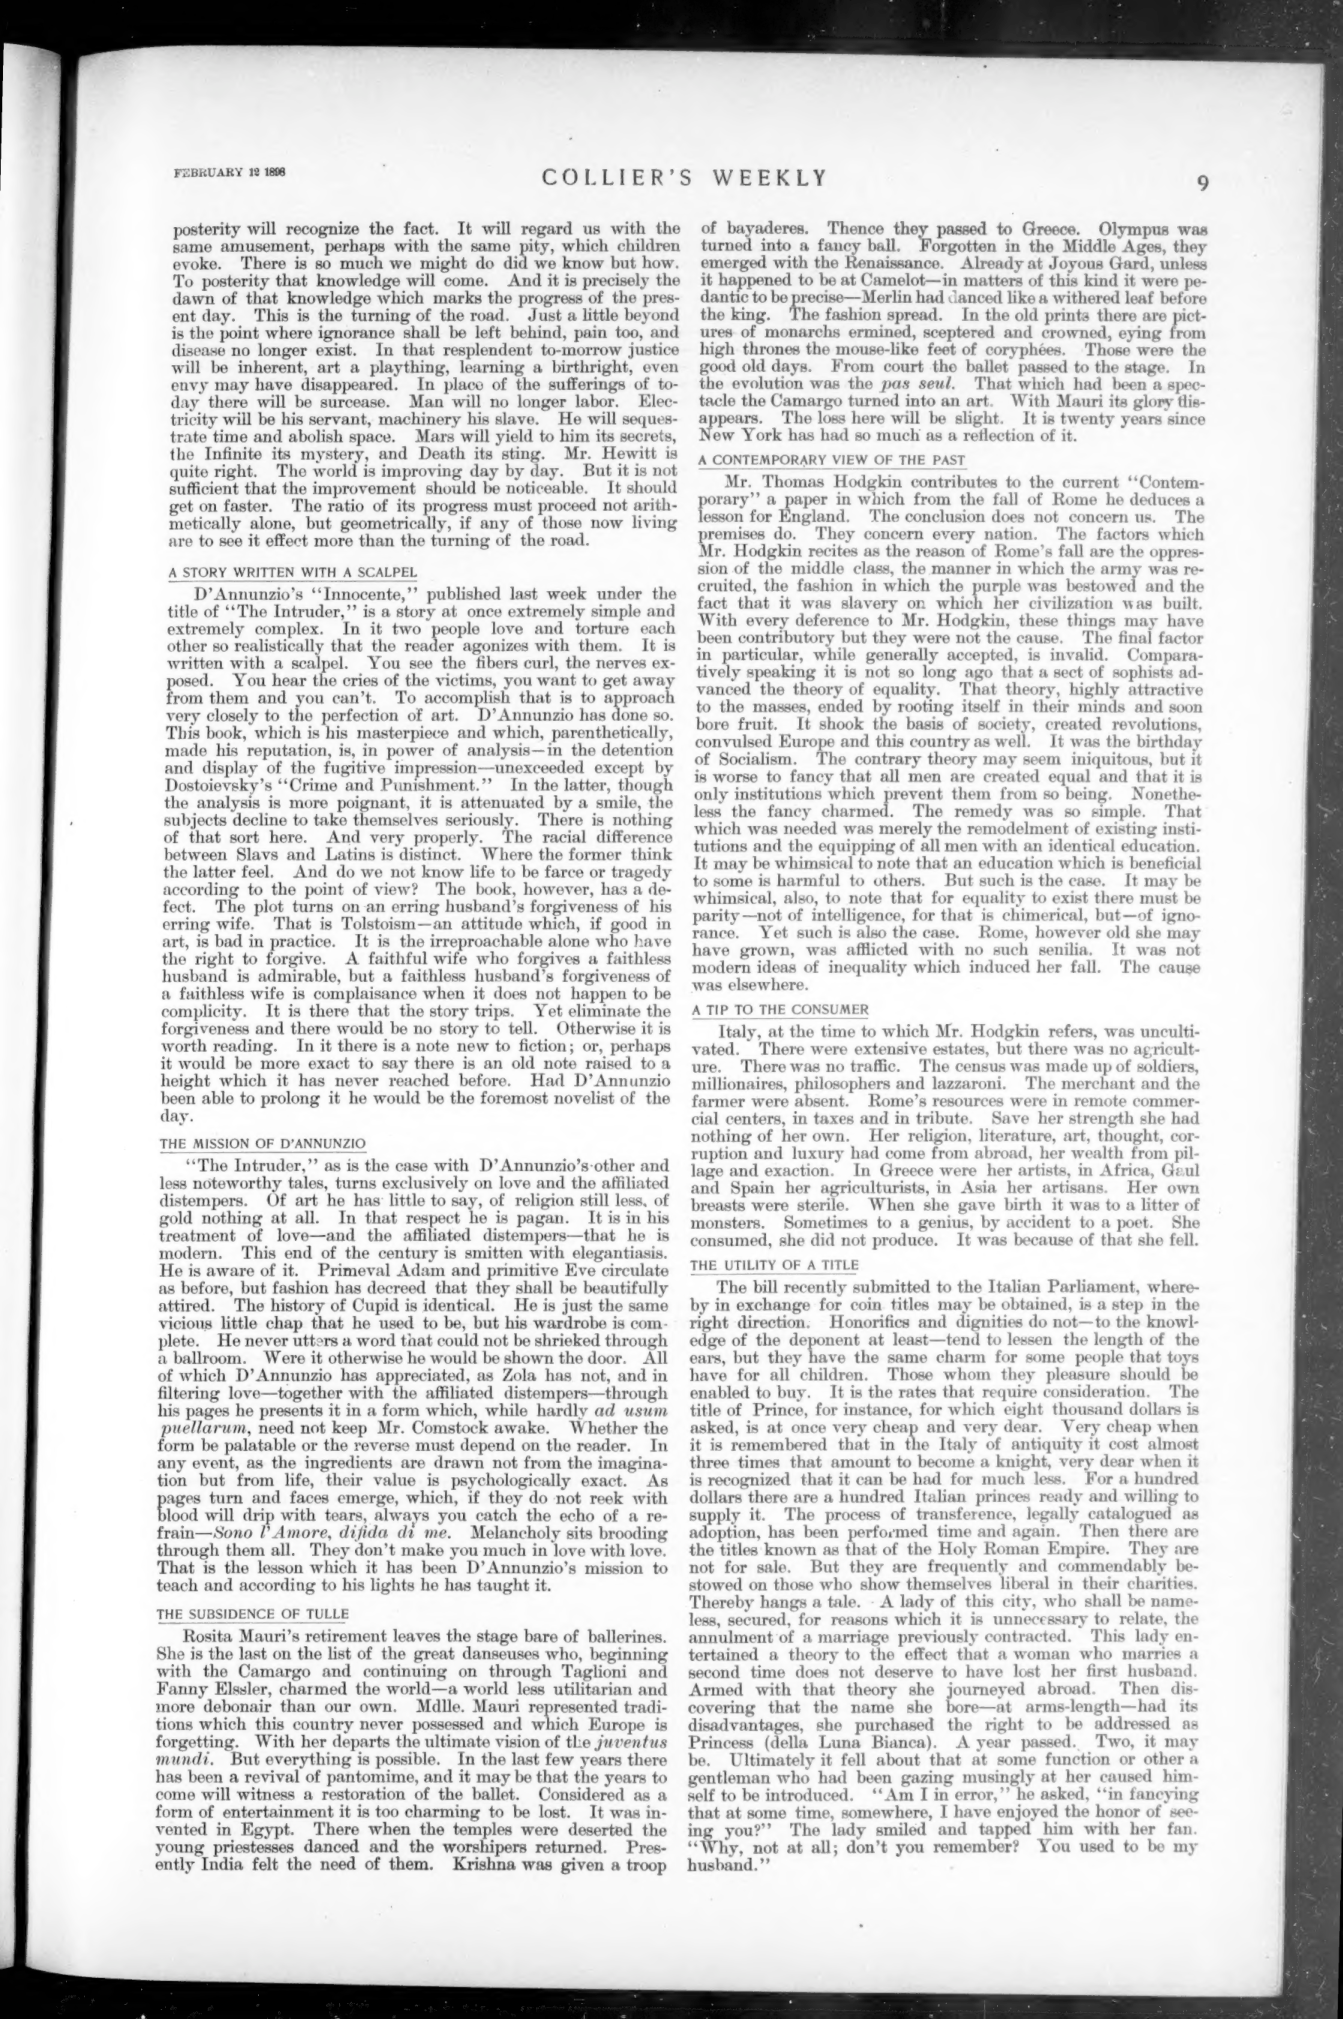 FEBRUARY 12 1898
COLLIER'S WEEKLY
9
posterity will recognize the fact. It will regard us with the
same amusement, perhaps with the same pity, which children
evoke. There is so much we might do did we know but how.
To posterity that knowledge will come. And it is precisely the
dawn of that knowledge which marks the progress of the pres-
ent day. This is the turning of the road. Just a little beyond
is the point where ignorance shall be left behind, pain too, and
disease no longer exist. In that resplendent to-morrow justice
will be inherent, art a plaything, learning a birthright, even
envy may have disappeared. In place of the sufferings of to-
day there will be surcease. Man will no longer labor. Elec-
tricity will be his servant, machinery his slave. He will seques-
trate time and abolish space. Mars will yield to him its secrets,
the Infinite its mystery, and Death its sting. Mr. Hewitt is
quite right. The world is improving day by day. But it is not
sufficient that the improvement should be noticeable. It should
get on faster. The ratio of its progress must proceed not arith-
metically alone, but geometrically, if any of those now living
are to see it effect more than the turning of the road.
A STORY WRITTEN WITH A SCALPEL
D'Annunzio's "Innocente," published last week under the
title of "The Intruder," is a story at once extremely simple and
extremely complex. In it two people love and torture each
other so realistically that the reader agonizes with them. It is
written with a scalpel. You see the fibers curl, the nerves ex-
posed. You hear the cries of the victims, you want to get away
from them and you can't. To accomplish that is to approach
very closely to the perfection of art. D'Annunzio has done so.
This book, which is his masterpiece and which, parenthetically,
made his reputation, is, in power of analysis—in the detention
and display of the fugitive impression—unexceeded except by
Dostoievsky's "Crime and Punishment." In the latter, though
the analysis is more poignant, it is attenuated by a smile, the
subjects decline to take themselves seriously. There is nothing
of that sort here. And very properly. The racial difference
between Slavs and Latins is distinct. Where the former think
the latter feel. And do we not know life to be farce or tragedy
according to the point of view? The book, however, has a de-
fect. The plot turns on an erring husband's forgiveness of his
erring wife. That is Tolstoism—an attitude which, if good in
art, is bad in practice. It is the irreproachable alone who have
the right to forgive. A faithful wife who forgives a faithless
husband is admirable, but a faithless husband's forgiveness of
a faithless wife is complaisance when it does not happen to be
complicity. It is there that the story trips. Yet eliminate the
forgiveness and there would be no story to tell. Otherwise it is
worth reading. In it there is a note new to fiction; or, perhaps
it would be more exact to say there is an old note raised to a
height which it has never reached before. Had D'Annunzio
been able to prolong it he would be the foremost novelist of the
day.
THE MISSION OF D'ANNUNZIO
"The Intruder," as is the case with D'Annunzio's other and
less noteworthy tales, turns exclusively on love and the affiliated
distempers. Of art he has little to say, of religion still less, of
gold nothing at all. In that respect he is pagan. It is in his
treatment of love—and the affiliated distempers—that he is
modern. This end of the century is smitten with elegantiasis.
He is aware of it. Primeval Adam and primitive Eve circulate
as before, but fashion has decreed that they shall be beautifully
attired. The history of Cupid is identical. He is just the same
vicious little chap that he used to be, but his wardrobe is com-
plete. He never utters a word that could not be shrieked through
a ballroom. Were it otherwise he would be shown the door. All
of which D'Annunzio has appreciated, as Zola has not, and in
filtering love—together with the affiliated distempers—through
his pages he presents it in a form which, while hardly ad usum
puellarum, need not keep Mr. Comstock awake. Whether the
form be palatable or the reverse must depend on the reader. In
any event, as the ingredients are drawn not from the imagina-
tion but from life, their value is psychologically exact. As
pages turn and faces emerge, which, if they do not reek with
blood will drip with tears, always you catch the echo of a re-
frain—Sono l'Amore, difida di me. Melancholy sits brooding
through them all. They don't make you much in love with love.
That is the lesson which it has been D'Annunzio's mission to
teach and according to his lights he has taught it.
THE SUBSIDENCE OF TULLE
Rosita Mauri's retirement leaves the stage bare of ballerines.
She is the last on the list of the great danseuses who, beginning
with the Camargo and continuing on through Taglioni and
Fanny Elssler, charmed the world—a world less utilitarian and
more debonair than our own. Mdlle. Mauri represented tradi-
tions which this country never possessed and which Europe is
forgetting. With her departs the ultimate vision of the juventus
mundi. But everything is possible. In the last few years there
has been a revival of pantomime, and it may be that the years to
come will witness a restoration of the ballet. Considered as a
form of entertainment it is too charming to be lost. It was in-
vented in Egypt. There when the temples were deserted the
young priestesses danced and the worshipers returned. Pres-
ently India felt the need of them. Krishna was given a troop
of bayaderes. Thence they passed to Greece. Olympus was
turned into a fancy ball. Forgotten in the Middle Ages, they
emerged with the Renaissance. Already at Joyous Gard, unless
it happened to be at Camelot—in matters of this kind it were pe-
dantic to be precise—Merlin had danced like a withered leaf before
the king. The fashion spread. In the old prints there are pict-
ures of monarchs ermined, sceptered and crowned, eying from
high thrones the mouse-like feet of coryphées. Those were the
good old days. From court the ballet passed to the stage. In
the evolution was the pas seul. That which had been a spec-
tacle the Camargo turned into an art. With Mauri its glory dis-
appears. The loss here will be slight. It is twenty years since
New York has had so much as a reflection of it.
A CONTEMPORARY VIEW OF THE PAST
Mr. Thomas Hodgkin contributes to the current "Contem-
porary" a paper in which from the fall of Rome he deduces a
lesson for England. The conclusion does not concern us. The
premises do. They concern every nation. The factors which
Mr. Hodgkin recites as the reason of Rome's fall are the oppres-
sion of the middle class, the manner in which the army was re-
cruited, the fashion in which the purple was bestowed and the
fact that it was slavery on which her civilization was built.
With every deference to Mr. Hodgkin, these things may have
been contributory but they were not the cause. The final factor
in particular, while generally accepted, is invalid. Compara-
tively speaking it is not so long ago that a sect of sophists ad-
vanced the theory of equality. That theory, highly attractive
to the masses, ended by rooting itself in their minds and soon
bore fruit. It shook the basis of society, created revolutions,
convulsed Europe and this country as well. It was the birthday
of Socialism. The contrary theory may seem iniquitous, but it
is worse to fancy that all men are created equal and that it is
only institutions which prevent them from so being. Nonethe-
less the fancy charmed. The remedy was so simple. That
which was needed was merely the remodelment of existing insti-
tutions and the equipping of all men with an identical education.
It may be whimsical to note that an education which is beneficial
to some is harmful to others. But such is the case. It may be
whimsical, also, to note that for equality to exist there must be
parity—not of intelligence, for that is chimerical, but—of igno-
rance. Yet such is also the case. Rome, however old she may
have grown, was afflicted with no such senilia. It was not
modern ideas of inequality which induced her fall. The cause
was elsewhere.
A TIP TO THE CONSUMER
Italy, at the time to which Mr. Hodgkin refers, was unculti-
vated. There were extensive estates, but there was no agricult-
ure. There was no traffic. The census was made up of soldiers,
millionaires, philosophers and lazzaroni. The merchant and the
farmer were absent. Rome's resources were in remote commer-
cial centers, in taxes and in tribute. Save her strength she had
nothing of her own. Her religion, literature, art, thought, cor-
ruption and luxury had come from abroad, her wealth from pil-
lage and exaction. In Greece were her artists, in Africa, Gaul
and Spain her agriculturists, in Asia her artisans. Her own
breasts were sterile. When she gave birth it was to a litter of
monsters. Sometimes to a genius, by accident to a poet. She
consumed, she did not produce. It was because of that she fell.
THE UTILITY OF A TITLE
The bill recently submitted to the Italian Parliament, where-
by in exchange for coin titles may be obtained, is a step in the
right direction. Honorifics and dignities do not—to the knowl-
edge of the deponent at least—tend to lessen the length of the
ears, but they have the same charm for some people that toys
have for all children. Those whom they pleasure should be
enabled to buy. It is the rates that require consideration. The
title of Prince, for instance, for which eight thousand dollars is
asked, is at once very cheap and very dear. Very cheap when
it is remembered that in the Italy of antiquity it cost almost
three times that amount to become a knight, very dear when it
is recognized that it can be had for much less. For a hundred
dollars there are a hundred Italian princes ready and willing to
supply it. The process of transference, legally catalogued as
adoption, has been performed time and again. Then there are
the titles known as that of the Holy Roman Empire. They are
not for sale. But they are frequently and commendably be-
stowed on those who show themselves liberal in their charities.
Thereby hangs a tale. A lady of this city, who shall be name-
less, secured, for reasons which it is unnecessary to relate, the
annulment of a marriage previously contracted. This lady en-
tertained a theory to the effect that a woman who marries a
second time does not deserve to have lost her first husband.
Armed with that theory she journeyed abroad. Then dis-
covering that the name she bore—at arms-length—had its
disadvantages, she purchased the right to be addressed as
Princess (della Luna Bianca). A year passed. Two, it may
be. Ultimately it fell about that at some function or other a
gentleman who had been gazing musingly at her caused him-
self to be introduced. "Am I in error," he asked, "in fancying
that at some time, somewhere, I have enjoyed the honor of see-
ing you?" The lady smiled and tapped him with her fan.
"Why, not at all; don't you remember? You used to be my
husband."